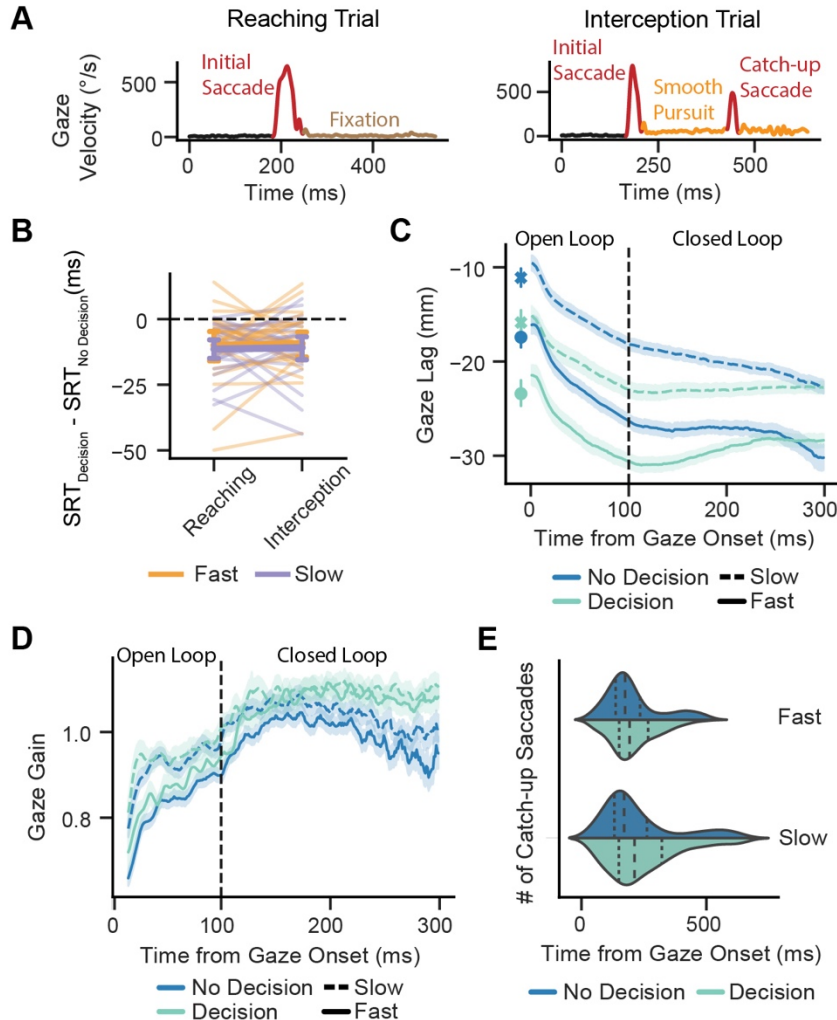 A
Reaching Trial
Interception Trial
Gaze
Velocity (°/s)
500
0
Initial
Saccade
Fixation
0 200 400
Time (ms)
500
0
Initial
Saccade
Smooth
Pursuit
Catch-up
Saccade
0 250 500
Time (ms)
B
SRT Decision - SRT No Decision (ms)
0
−25
−50
Reaching
Interception
Fast Slow
C
Open Loop Closed Loop
Gaze Lag (mm)
−10
−20
−30
0 100 200 300
Time from Gaze Onset (ms)
No Decision Slow
Decision Fast
D
Open Loop Closed Loop
Gaze Gain
1.0
0.8
0 100 200 300
Time from Gaze Onset (ms)
No Decision Slow
Decision Fast
E
# of Catch-up Saccades
Fast
Slow
0 500
Time from Gaze Onset (ms)
No Decision Decision